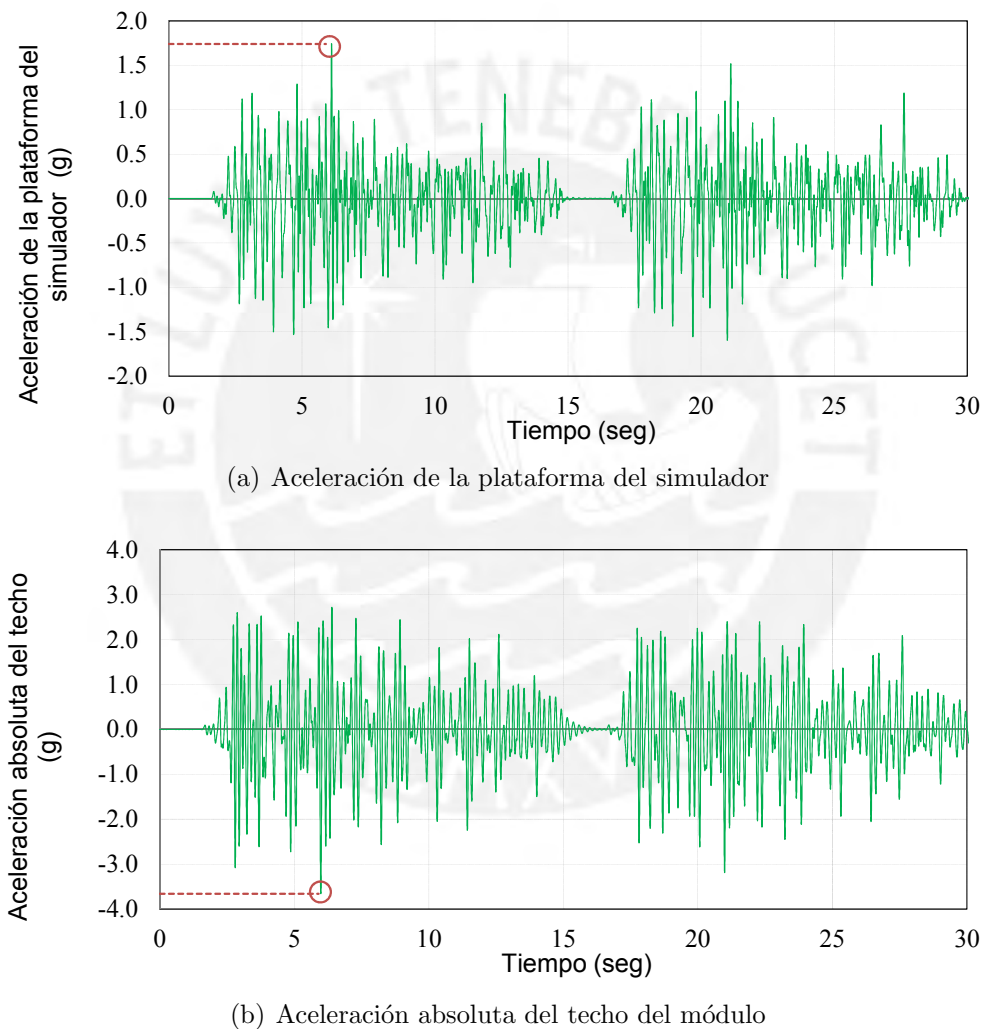 Aceleración de la plataforma del
simulador (g)
2.0
1.5
1.0
0.5
0.0
-0.5
-1.0
-1.5
-2.0
0 5 10 15 20 25 30
Tiempo (seg)
(a) Aceleración de la plataforma del simulador
Aceleración absoluta del techo
(g)
4.0
3.0
2.0
1.0
0.0
-1.0
-2.0
-3.0
-4.0
0 5 10 15 20 25 30
Tiempo (seg)
(b) Aceleración absoluta del techo del módulo